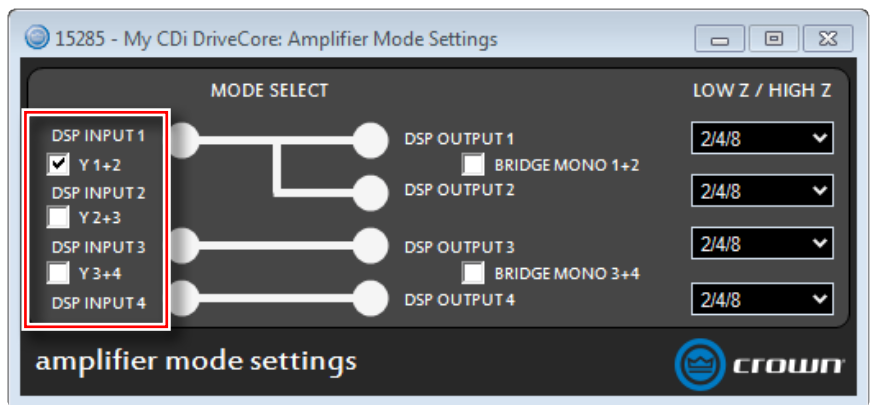 15285 - My CDi DriveCore: Amplifier Mode Settings
MODE SELECT
LOW Z / HIGH Z
DSP INPUT 1
DSP OUTPUT 1
2/4/8
Y 1+2
BRIDGE MONO 1+2
DSP INPUT 2
DSP OUTPUT 2
2/4/8
Y 2+3
DSP INPUT 3
DSP OUTPUT 3
2/4/8
Y 3+4
BRIDGE MONO 3+4
DSP INPUT 4
DSP OUTPUT 4
2/4/8
amplifier mode settings
crown